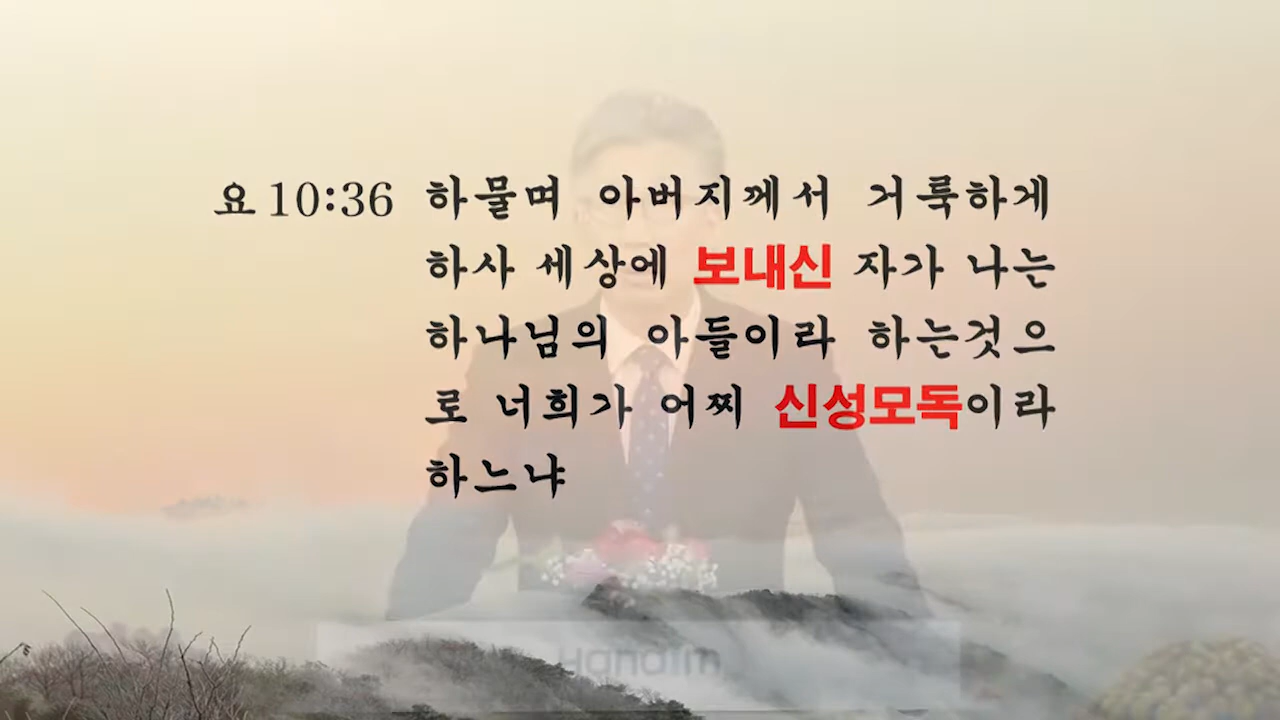 요 10:36 하물며 아버지께서 거룩하게
하사 세상에 보내신 자가 나는
하나님의 아들이라 하는것으
로 너희가 어찌 신성모독이라
하느냐